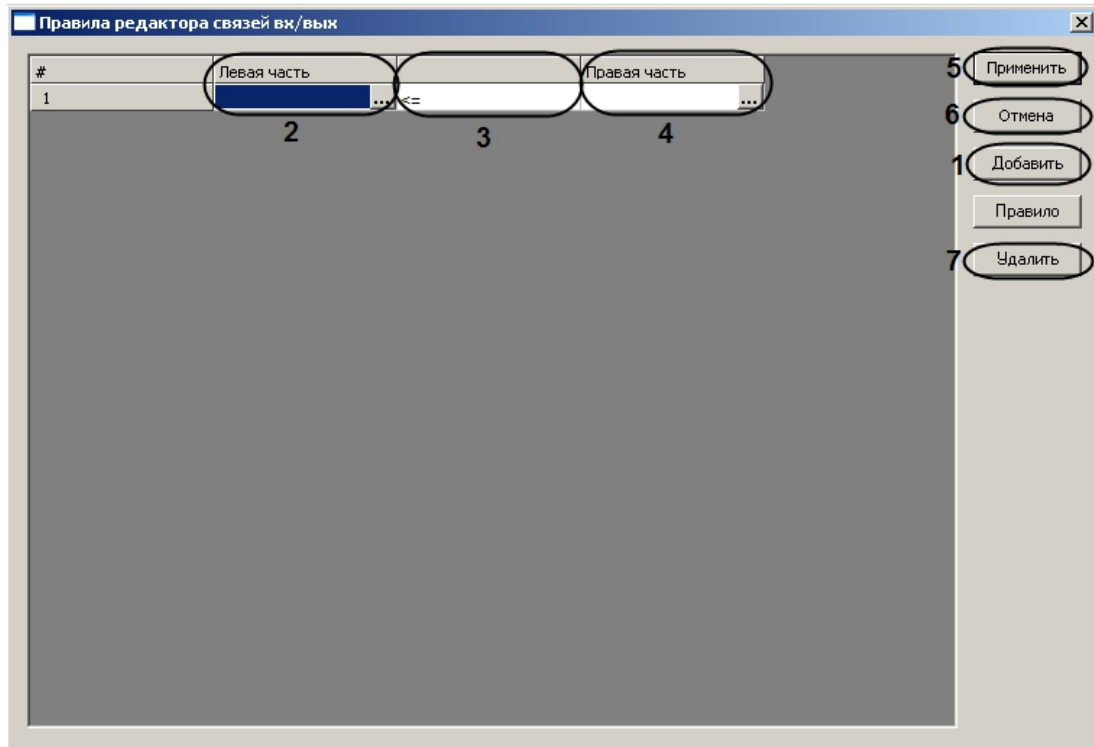 Правила редактора связей вх/вых
# Левая часть Правая часть
1 ... <= ...
2 3 4
5 Применить
6 Отмена
1 Добавить
Правило
7 Удалить